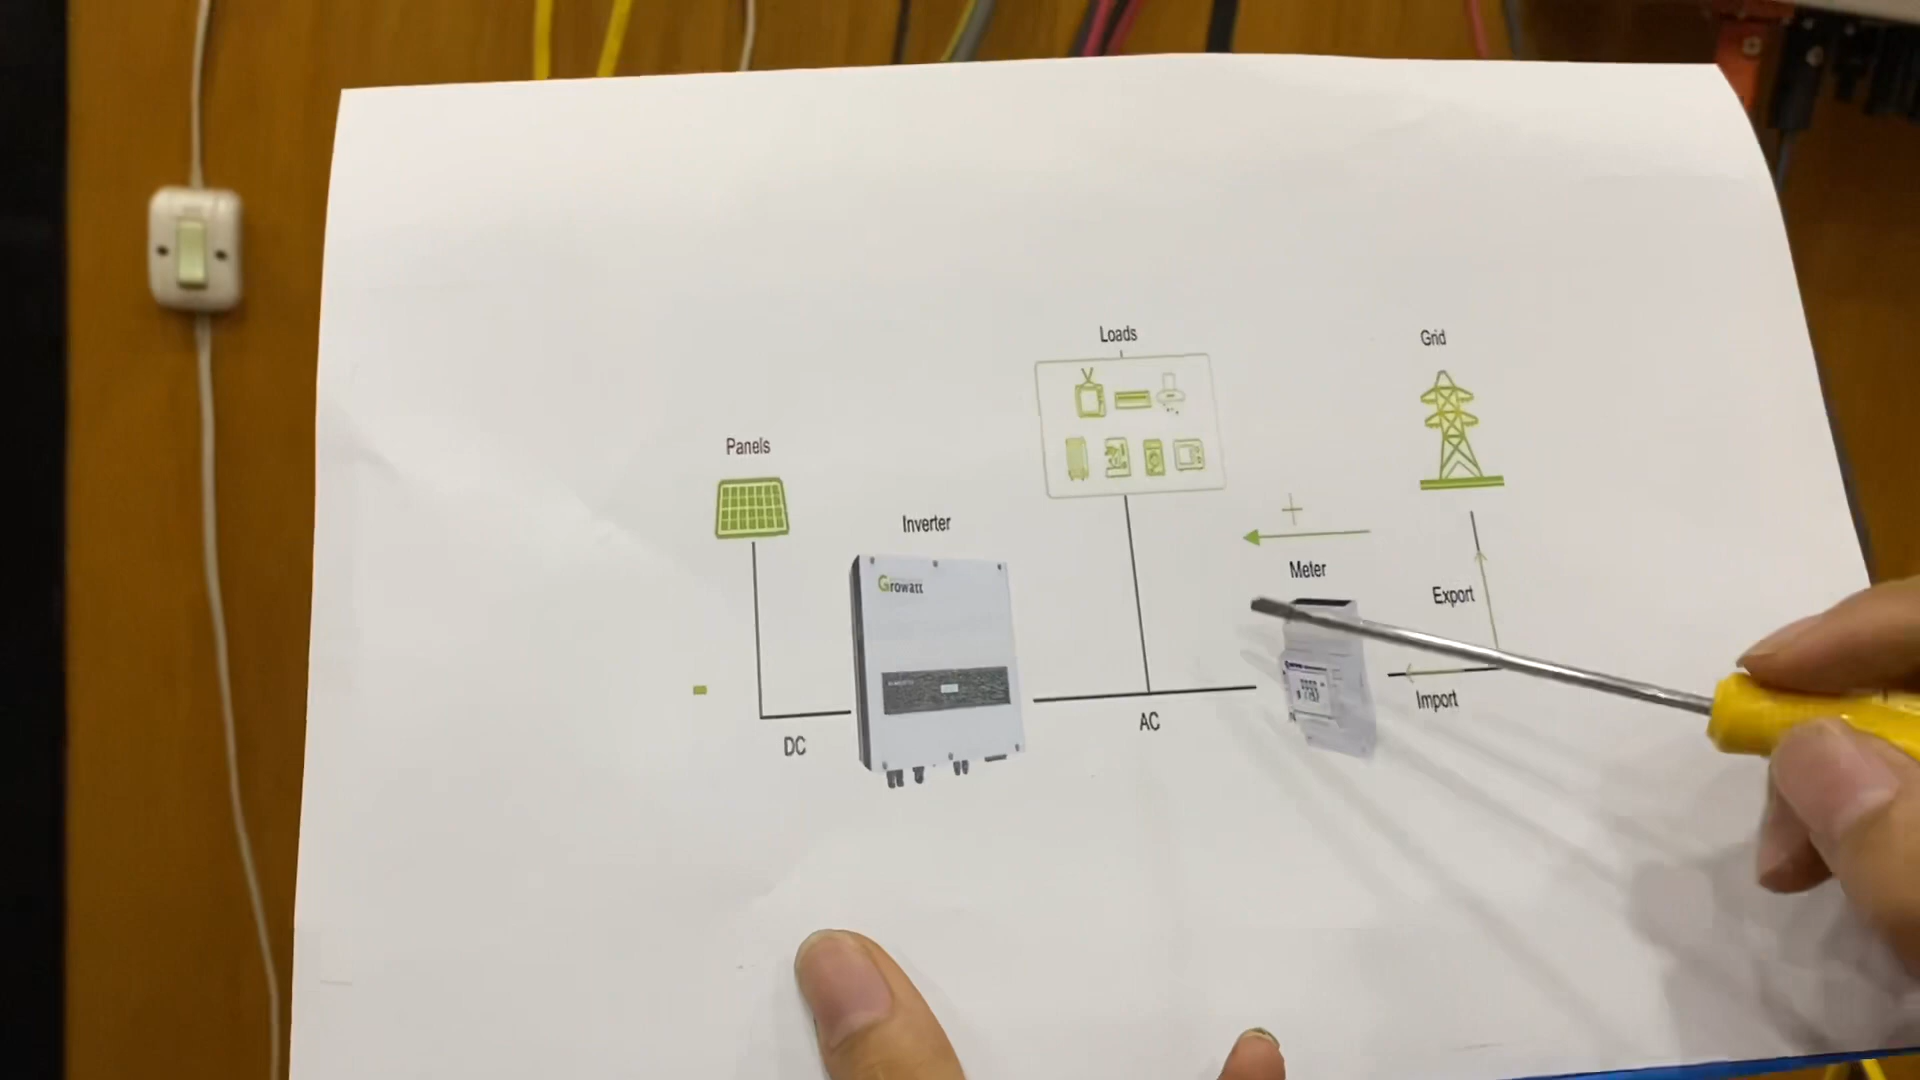 Loads
Grid
Panels
Inverter
+
Growatt
Meter
Export
Import
AC
DC